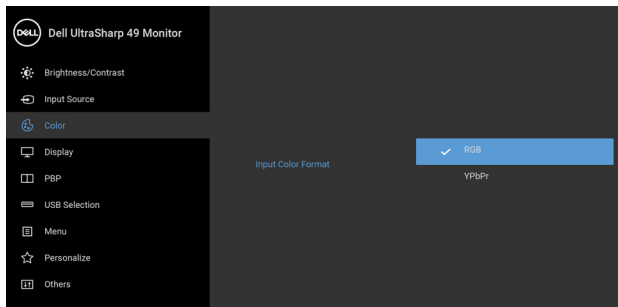 DELL Dell UltraSharp 49 Monitor
Brightness/Contrast
Input Source
Color
Display
PBP
USB Selection
Menu
Personalize
Others
Input Color Format
RGB
YPbPr